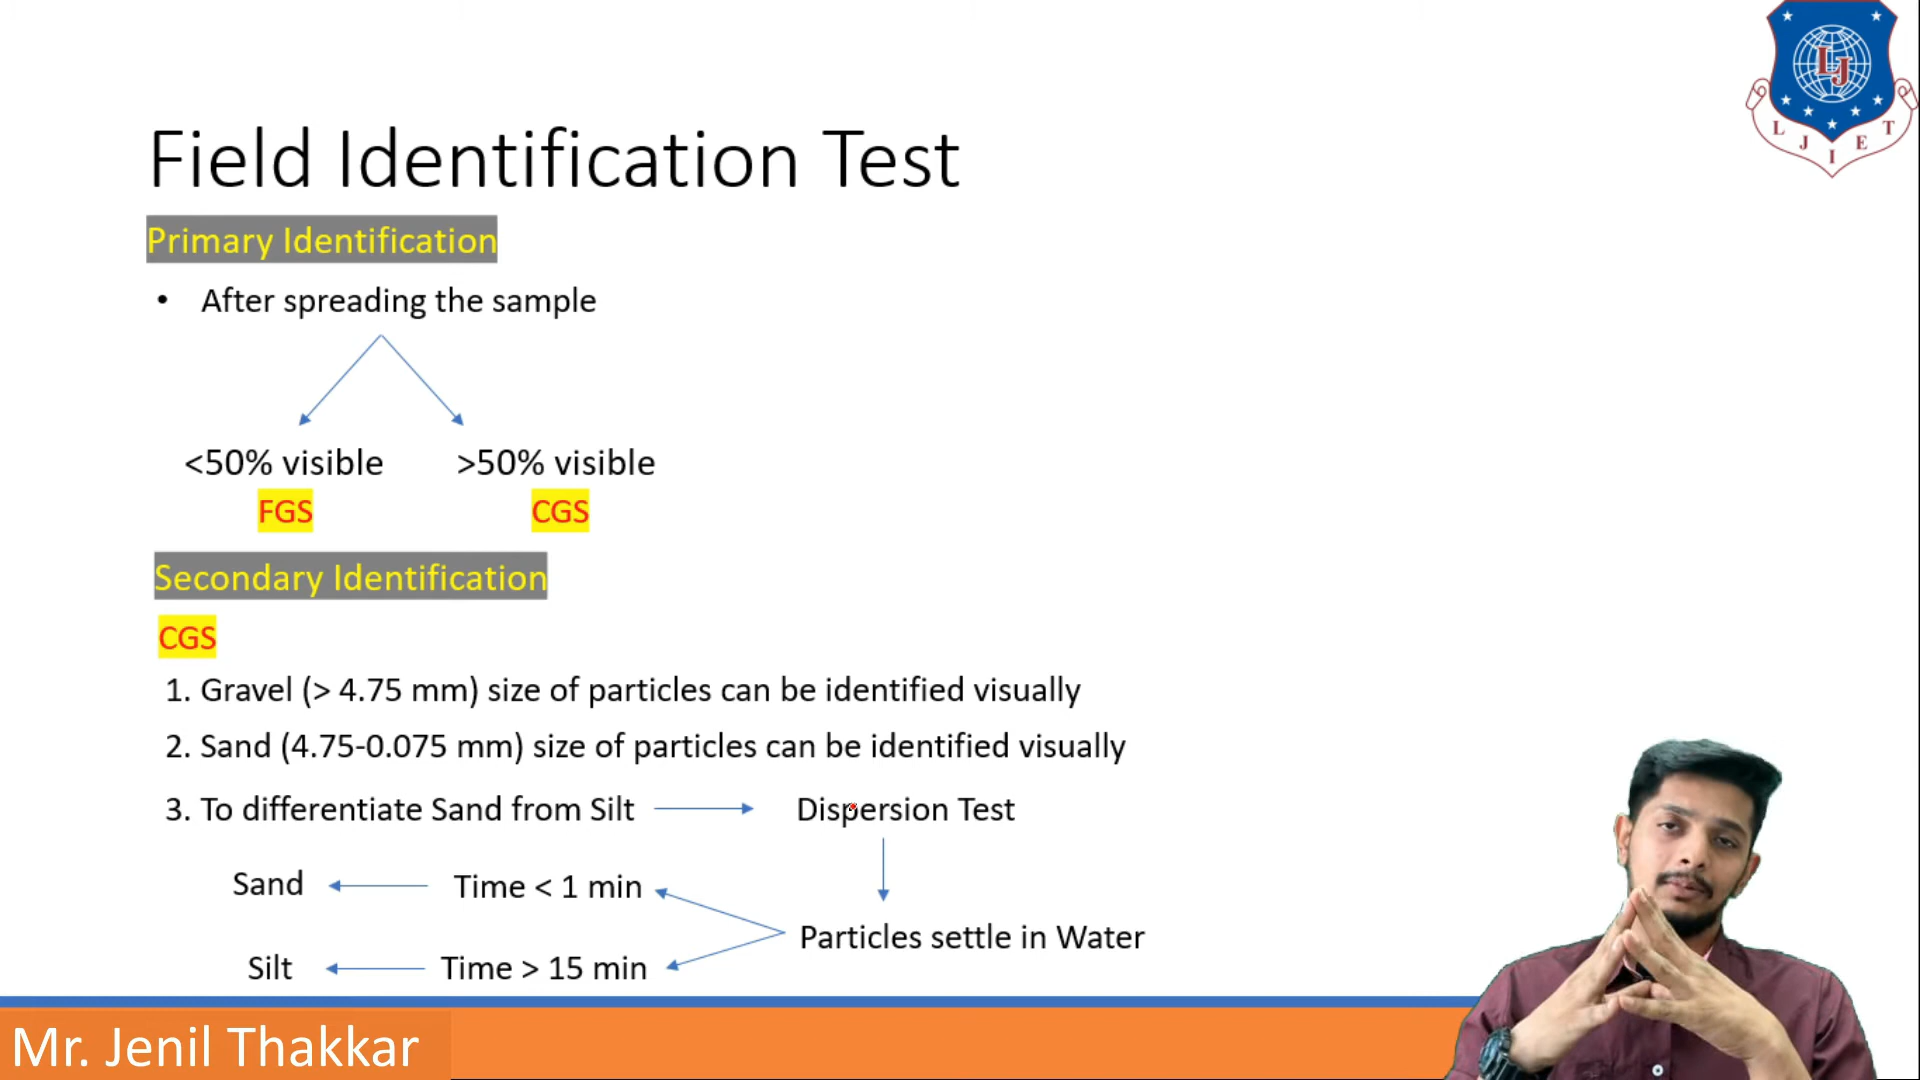 LJ
L J I E T
Field Identification Test
Primary Identification
• After spreading the sample
<50% visible >50% visible
FGS CGS
Secondary Identification
CGS
1. Gravel (> 4.75 mm) size of particles can be identified visually
2. Sand (4.75-0.075 mm) size of particles can be identified visually
3. To differentiate Sand from Silt Dispersion Test
Sand Time < 1 min
Particles settle in Water
Silt Time > 15 min
Mr. Jenil Thakkar